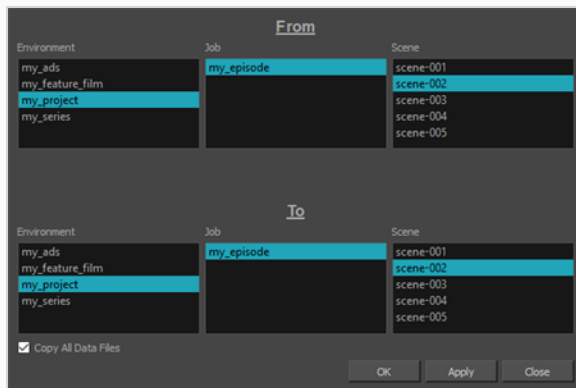 From
Environment Job Scene
my_ads my_episode scene-001
my_feature_film scene-002
my_project scene-003
my_series scene-004
scene-005
To
Environment Job Scene
my_ads my_episode scene-001
my_feature_film scene-002
my_project scene-003
my_series scene-004
scene-005
Copy All Data Files
OK Apply Close